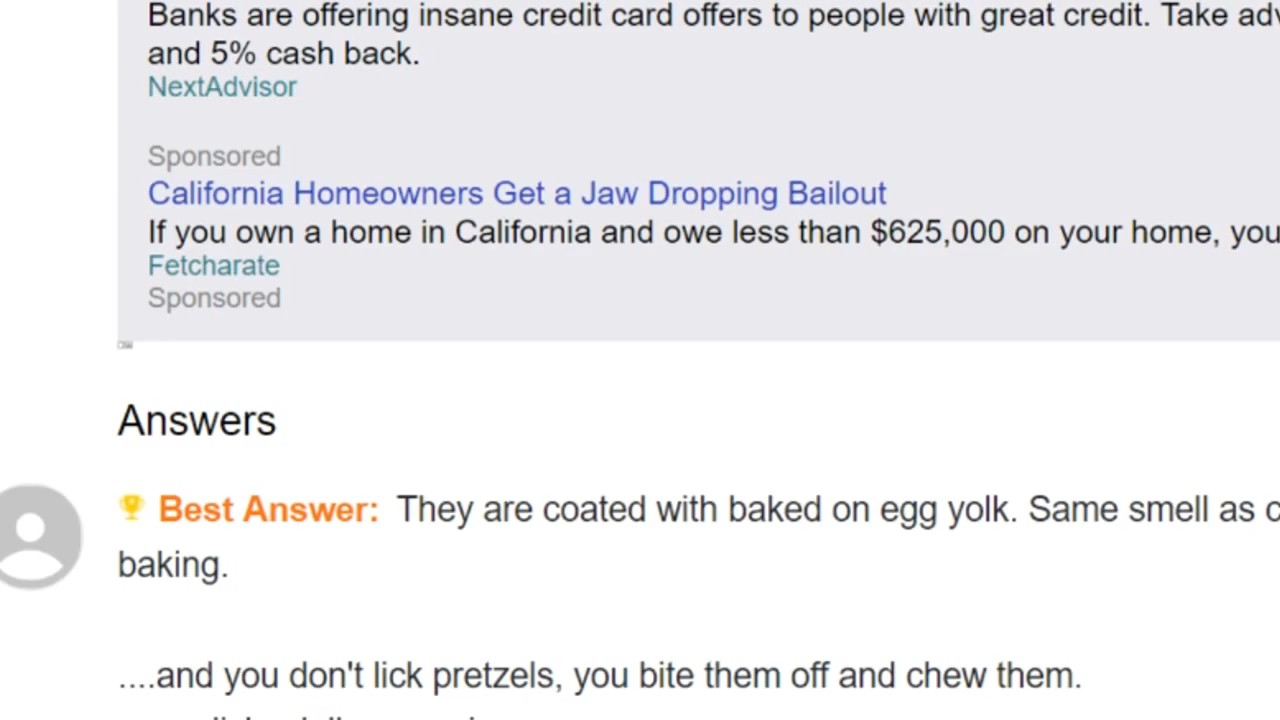 Banks are offering insane credit card offers to people with great credit. Take
and 5% cash back.
NextAdvisor
Sponsored
California Homeowners Get a Jaw Dropping Bailout
If you own a home in California and owe less than $625,000 on your home, you
Fetcharate
Sponsored
Answers
Best Answer: They are coated with baked on egg yolk. Same smell as
baking.
....and you don't lick pretzels, you bite them off and chew them.